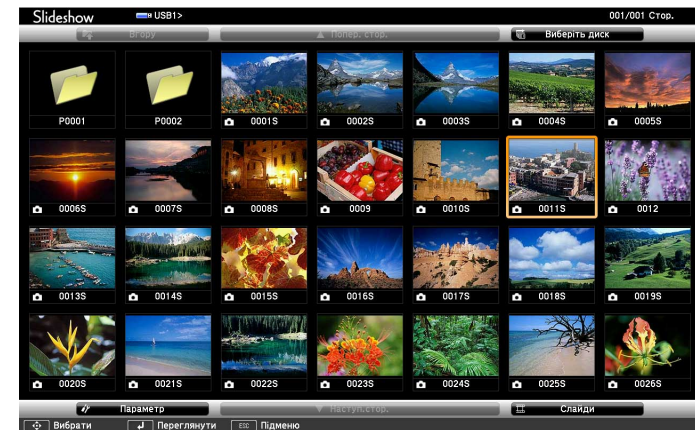 Slideshow USB1> 001/001 Стор.
Вгору ▲ Попер. стор. Виберіть диск
P0001 P0002 0001S 0002S 0003S 0004S 0005S
0006S 0007S 0008S 0009 0010S 0011S 0012
0013S 0014S 0015S 0016S 0017S 0018S 0019S
0020S 0021S 0022S 0023S 0024S 0025S 0026S
Параметр ▼ Наступ.стор. Слайди
Вибрати Переглянути ESC Підменю